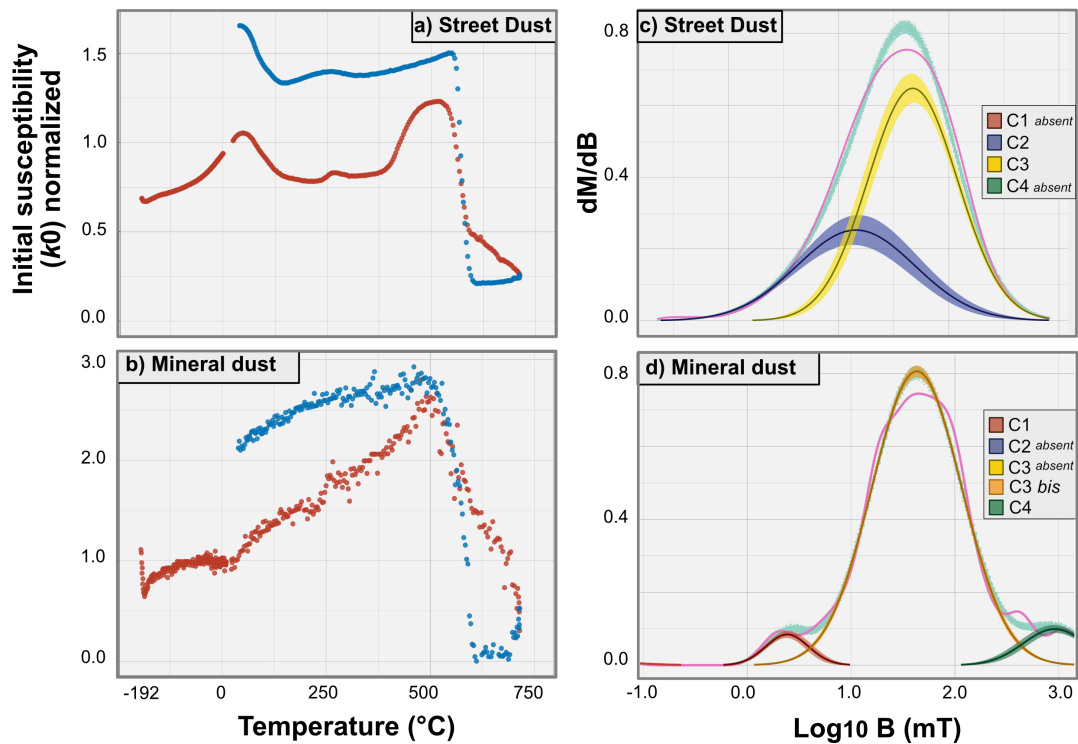 a) Street Dust
Initial susceptibility
(k0) normalized
1.5
1.0
0.5
0.0
b) Mineral dust
3.0
2.0
1.0
0.0
-192
0
250
500
750
Temperature (°C)
c) Street Dust
dM/dB
0.8
0.4
0.0
C1 absent
C2
C3
C4 absent
d) Mineral dust
0.8
0.4
0.0
C1
C2 absent
C3 absent
C3 bis
C4
-1.0
0.0
1.0
2.0
3.0
Log10 B (mT)